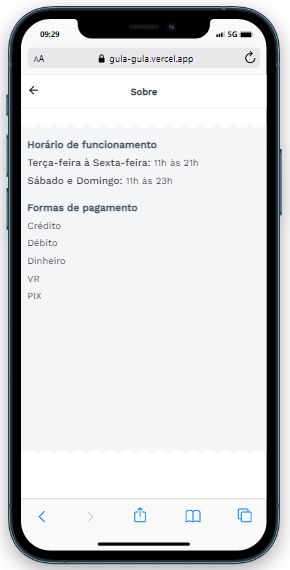 09:29
5G
AA
gula-gula.vercel.app
Sobre
Horário de funcionamento
Terça-feira à Sexta-feira: 11h às 21h
Sábado e Domingo: 11h às 23h
Formas de pagamento
Crédito
Débito
Dinheiro
VR
PIX